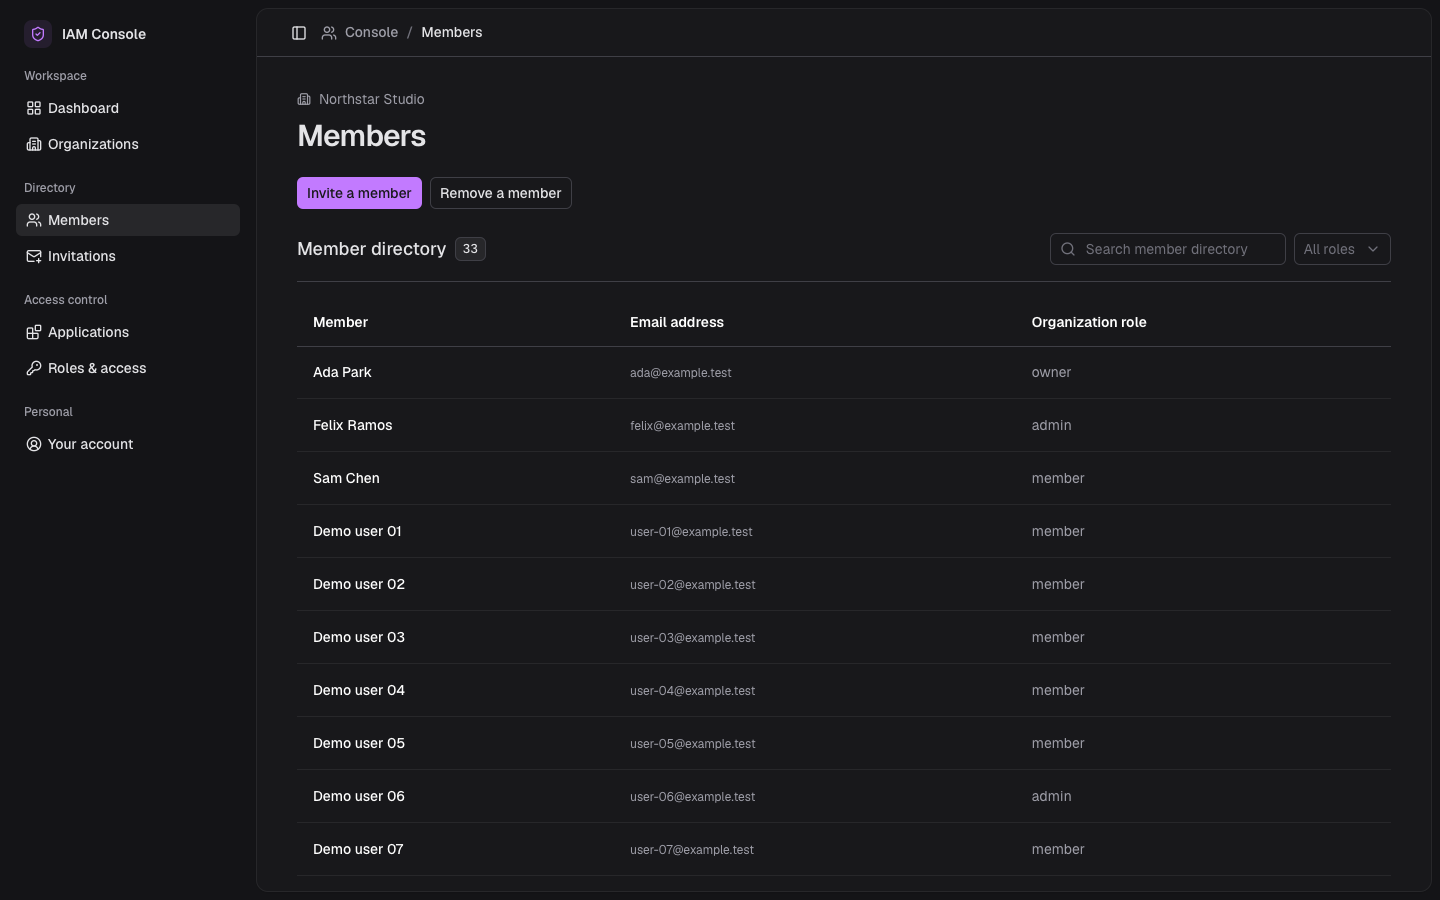 IAM Console
Workspace
Dashboard
Organizations
Directory
Members
Invitations
Access control
Applications
Roles & access
Personal
Your account
Console / Members
Northstar Studio
Members
Invite a member Remove a member
Member directory 33 Search member directory All roles
Member Email address Organization role
Ada Park ada@example.test owner
Felix Ramos felix@example.test admin
Sam Chen sam@example.test member
Demo user 01 user-01@example.test member
Demo user 02 user-02@example.test member
Demo user 03 user-03@example.test member
Demo user 04 user-04@example.test member
Demo user 05 user-05@example.test member
Demo user 06 user-06@example.test admin
Demo user 07 user-07@example.test member